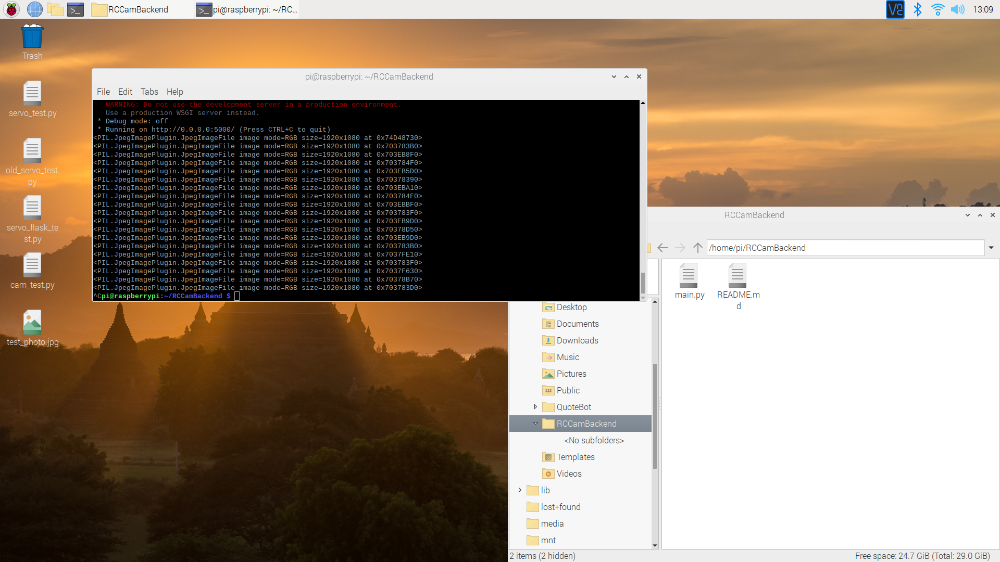 RCCamBackend
pi@raspberrypi: ~/RC...
13:09
Trash
servo_test.py
old_servo_test.
py
servo_flask_te
st.py
cam_test.py
test_photo.jpg
pi@raspberrypi: ~/RCCamBackend
File Edit Tabs Help
WARNING: Do not use the development server in a production environment.
Use a production WSGI server instead.
* Debug mode: off
* Running on http://0.0.0.0:5000/ (Press CTRL+C to quit)
<PIL.JpegImagePlugin.JpegImageFile image mode=RGB size=1920x1080 at 0x74D48730>
<PIL.JpegImagePlugin.JpegImageFile image mode=RGB size=1920x1080 at 0x703783B0>
<PIL.JpegImagePlugin.JpegImageFile image mode=RGB size=1920x1080 at 0x703EB8F0>
<PIL.JpegImagePlugin.JpegImageFile image mode=RGB size=1920x1080 at 0x703784F0>
<PIL.JpegImagePlugin.JpegImageFile image mode=RGB size=1920x1080 at 0x703EB5D0>
<PIL.JpegImagePlugin.JpegImageFile image mode=RGB size=1920x1080 at 0x70378390>
<PIL.JpegImagePlugin.JpegImageFile image mode=RGB size=1920x1080 at 0x703EBA10>
<PIL.JpegImagePlugin.JpegImageFile image mode=RGB size=1920x1080 at 0x703784F0>
<PIL.JpegImagePlugin.JpegImageFile image mode=RGB size=1920x1080 at 0x703EBBF0>
<PIL.JpegImagePlugin.JpegImageFile image mode=RGB size=1920x1080 at 0x703783F0>
<PIL.JpegImagePlugin.JpegImageFile image mode=RGB size=1920x1080 at 0x703EB9D0>
<PIL.JpegImagePlugin.JpegImageFile image mode=RGB size=1920x1080 at 0x70378D50>
<PIL.JpegImagePlugin.JpegImageFile image mode=RGB size=1920x1080 at 0x703EB9D0>
<PIL.JpegImagePlugin.JpegImageFile image mode=RGB size=1920x1080 at 0x703783B0>
<PIL.JpegImagePlugin.JpegImageFile image mode=RGB size=1920x1080 at 0x7037FE10>
<PIL.JpegImagePlugin.JpegImageFile image mode=RGB size=1920x1080 at 0x703783F0>
<PIL.JpegImagePlugin.JpegImageFile image mode=RGB size=1920x1080 at 0x7037F630>
<PIL.JpegImagePlugin.JpegImageFile image mode=RGB size=1920x1080 at 0x70378B70>
<PIL.JpegImagePlugin.JpegImageFile image mode=RGB size=1920x1080 at 0x703783D0>
^Cpi@raspberrypi:~/RCCamBackend $
RCCamBackend
/home/pi/RCCamBackend
Desktop
Documents
Downloads
Music
Pictures
Public
QuoteBot
RCCamBackend
<No subfolders>
Templates
Videos
lib
lost+found
media
mnt
main.py
README.m
d
2 items (2 hidden)
Free space: 24.7 GiB (Total: 29.0 GiB)